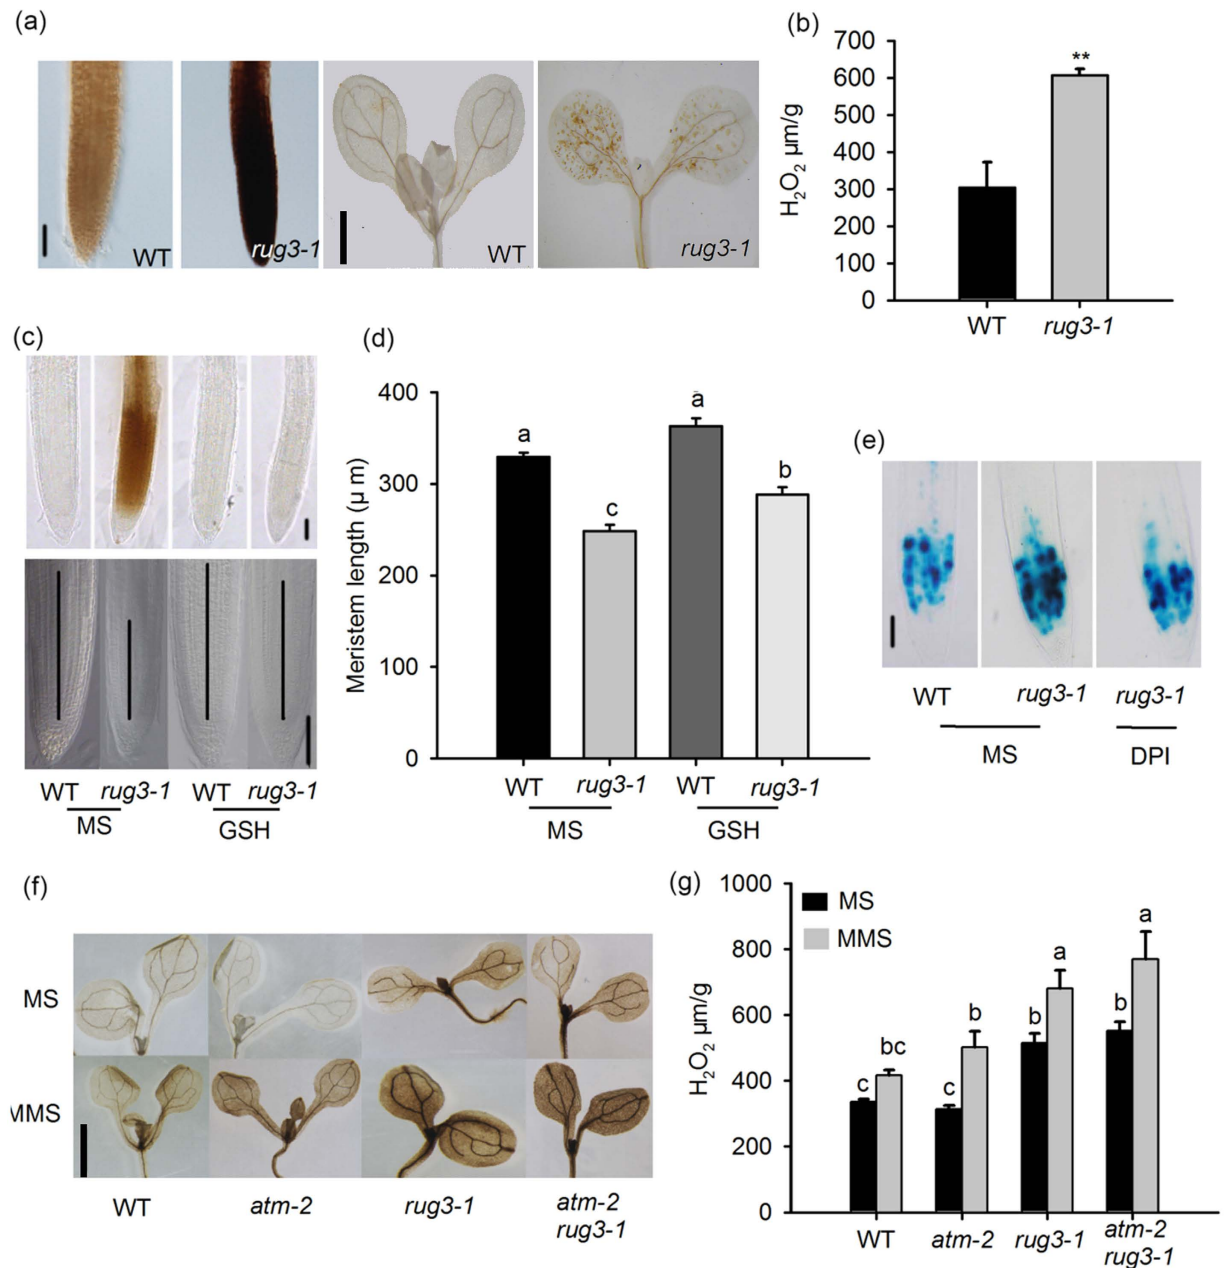 (a)
WT
rug3-1
WT
rug3-1
(b)
H₂O₂ µm/g
700
600
500
400
300
200
100
0
**
WT
rug3-1
(c)
WT rug3-1 WT rug3-1
MS GSH
(d)
Meristem length (µ m)
400
300
200
100
0
a
c
a
b
WT rug3-1 WT rug3-1
MS GSH
(e)
WT rug3-1 rug3-1
MS DPI
(f)
MS
MMS
WT atm-2 rug3-1 atm-2
rug3-1
(g)
H₂O₂ µm/g
1000
800
600
400
200
0
MS
MMS
c bc c b b a b a
WT atm-2 rug3-1 atm-2
rug3-1